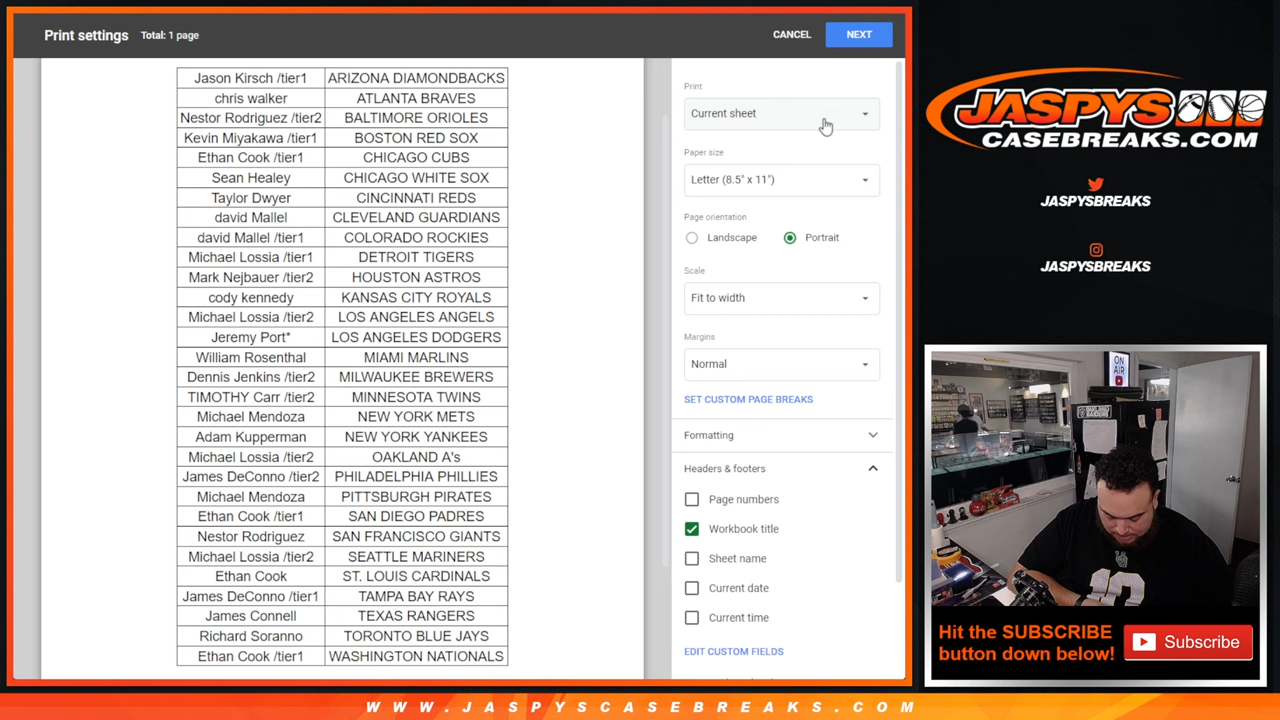 Print settings Total: 1 page CANCEL NEXT
Jason Kirsch /tier1 ARIZONA DIAMONDBACKS
chris walker ATLANTA BRAVES
Nestor Rodriguez /tier2 BALTIMORE ORIOLES
Kevin Miyakawa /tier1 BOSTON RED SOX
Ethan Cook /tier1 CHICAGO CUBS
Sean Healey CHICAGO WHITE SOX
Taylor Dwyer CINCINNATI REDS
david Mallel CLEVELAND GUARDIANS
david Mallel /tier1 COLORADO ROCKIES
Michael Lossia /tier1 DETROIT TIGERS
Mark Nejbauer /tier2 HOUSTON ASTROS
cody kennedy KANSAS CITY ROYALS
Michael Lossia /tier2 LOS ANGELES ANGELS
Jeremy Port* LOS ANGELES DODGERS
William Rosenthal MIAMI MARLINS
Dennis Jenkins /tier2 MILWAUKEE BREWERS
TIMOTHY Carr /tier2 MINNESOTA TWINS
Michael Mendoza NEW YORK METS
Adam Kupperman NEW YORK YANKEES
Michael Lossia /tier2 OAKLAND A's
James DeConno /tier2 PHILADELPHIA PHILLIES
Michael Mendoza PITTSBURGH PIRATES
Ethan Cook /tier1 SAN DIEGO PADRES
Nestor Rodriguez SAN FRANCISCO GIANTS
Michael Lossia /tier2 SEATTLE MARINERS
Ethan Cook ST. LOUIS CARDINALS
James DeConno /tier1 TAMPA BAY RAYS
James Connell TEXAS RANGERS
Richard Soranno TORONTO BLUE JAYS
Ethan Cook /tier1 WASHINGTON NATIONALS
Print
Current sheet
Paper size
Letter (8.5" x 11")
Page orientation
Landscape Portrait
Scale
Fit to width
Margins
Normal
SET CUSTOM PAGE BREAKS
Formatting
Headers & footers
Page numbers
Workbook title
Sheet name
Current date
Current time
EDIT CUSTOM FIELDS
JASPYS
CASEBREAKS.COM
JASPYSBREAKS
JASPYSBREAKS
ON
AIR
Hit the SUBSCRIBE
button down below!
Subscribe
WWW.JASPYSCASEBREAKS.COM